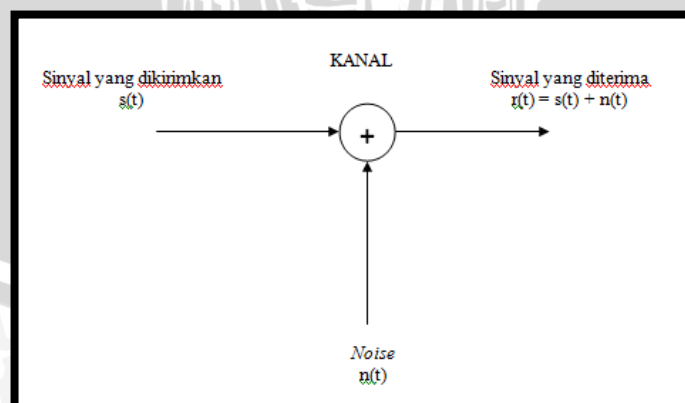 KANAL
Sinyal yang dikirimkan
s(t)
Sinyal yang diterima
r(t) = s(t) + n(t)
+
Noise
n(t)